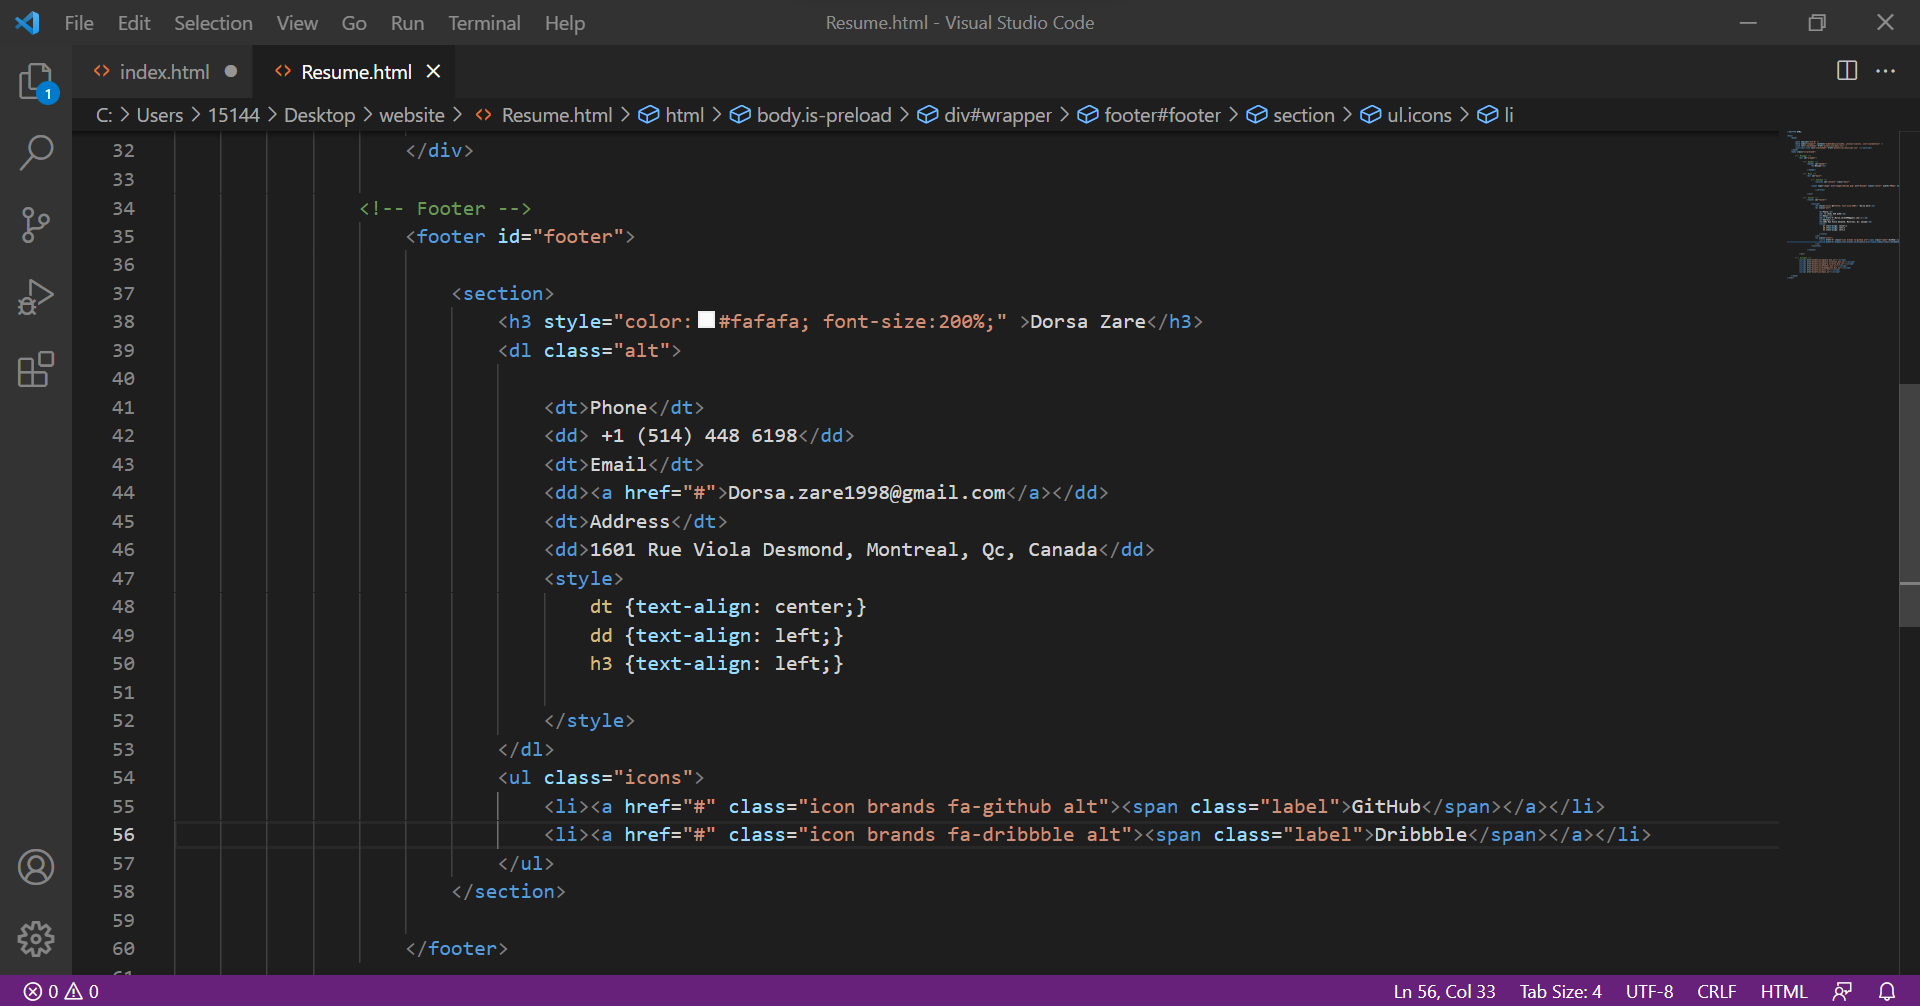 File Edit Selection View Go Run Terminal Help Resume.html - Visual Studio Code
index.html Resume.html
1
C: Users 15144 Desktop website Resume.html html body.is-preload div#wrapper footer#footer section ul.icons li
32 </div>
33
34 <!-- Footer -->
35 <footer id="footer">
36
37 <section>
38 <h3 style="color: #fafafa; font-size:200%;" >Dorsa Zare</h3>
39 <dl class="alt">
40
41 <dt>Phone</dt>
42 <dd> +1 (514) 448 6198</dd>
43 <dt>Email</dt>
44 <dd><a href="#">Dorsa.zare1998@gmail.com</a></dd>
45 <dt>Address</dt>
46 <dd>1601 Rue Viola Desmond, Montreal, Qc, Canada</dd>
47 <style>
48 dt {text-align: center;}
49 dd {text-align: left;}
50 h3 {text-align: left;}
51
52 </style>
53 </dl>
54 <ul class="icons">
55 <li><a href="#" class="icon brands fa-github alt"><span class="label">GitHub</span></a></li>
56 <li><a href="#" class="icon brands fa-dribbble alt"><span class="label">Dribbble</span></a></li>
57 </ul>
58 </section>
59
60 </footer>
61
0 0 Ln 56, Col 33 Tab Size: 4 UTF-8 CRLF HTML